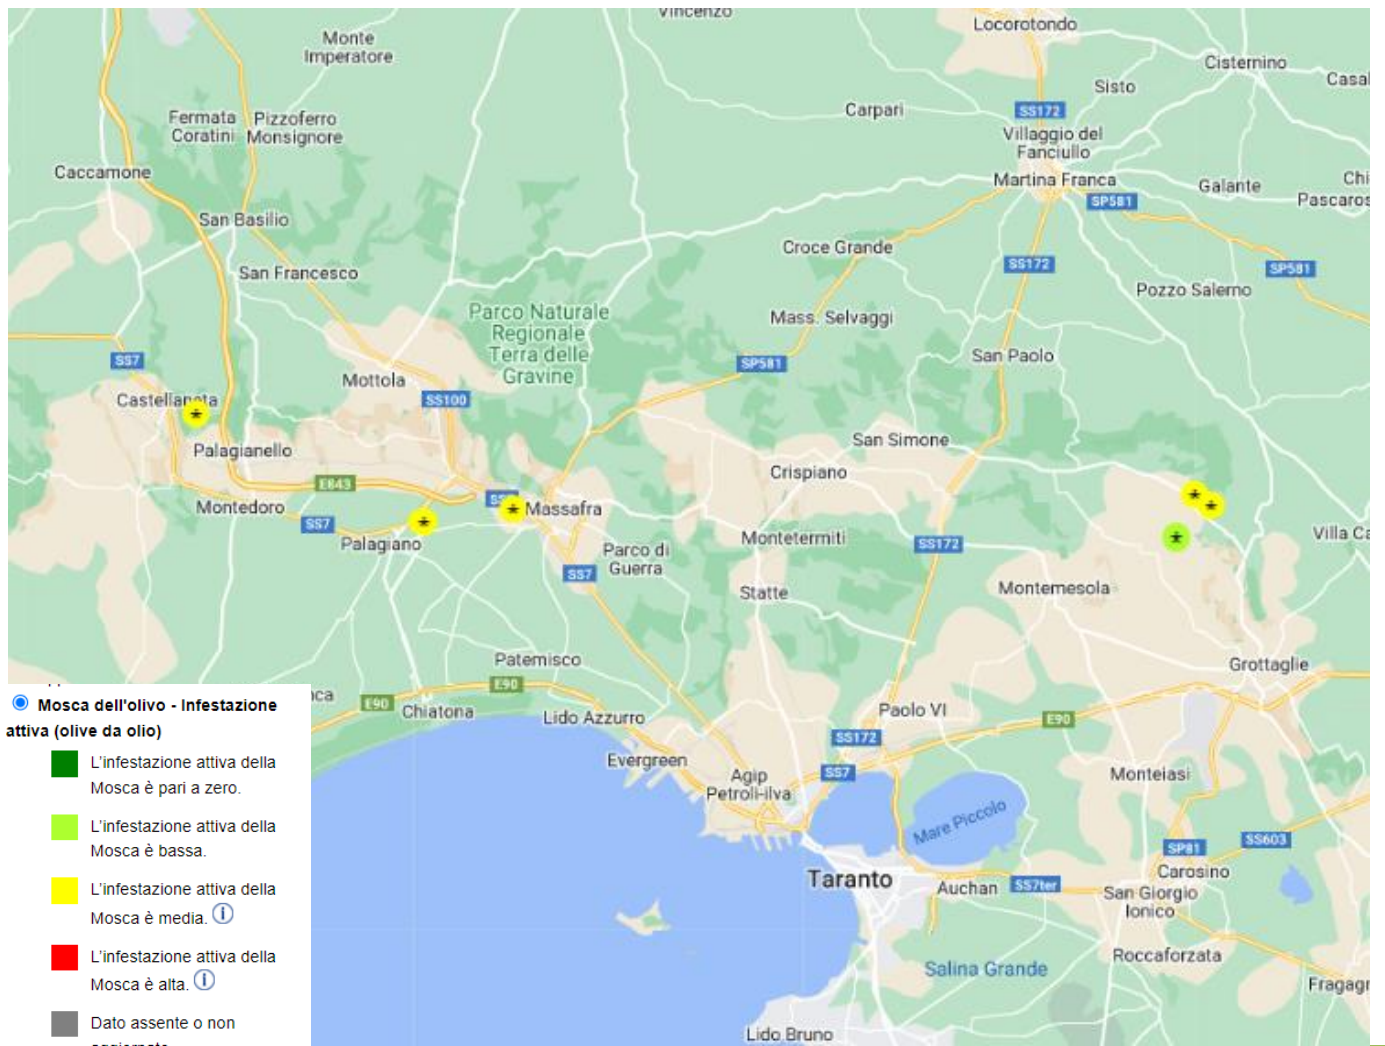 Vincenzo
Locorotondo
Monte
Imperatore
Cisternino
Sisto
Carpari
SS172
Fermata
Coratini
Pizzoferro
Monsignore
Villaggio del
Fanciullo
Caccamone
Martina Franca
Galante
SP581
San Basilio
Croce Grande
SS172
San Francesco
SP581
Pozzo Salerno
Parco Naturale
Regionale
Terra delle
Gravine
Mass. Selvaggi
San Paolo
SS7
SP581
Mottola
Castellaneta
SS100
San Simone
Palagianello
Crispiano
E843
Montedoro
Massafra
SS7
Palagiano
Parco di
Guerra
Montetermiti
SS172
SS7
Statte
Montemesola
Patemisco
Grottaglie
E90
E90
Chiatona
Lido Azzurro
Paolo VI
E90
SS172
Evergreen
SS7
Agip
Petroli-ilva
Monteiasi
Mare Piccolo
SS603
SP81
Carosino
Taranto
Auchan
SS7ter
San Giorgio
Ionico
Roccaforzata
Salina Grande
Lido Bruno
Mosca dell'olivo - Infestazione
attiva (olive da olio)
L'infestazione attiva della
Mosca è pari a zero.
L'infestazione attiva della
Mosca è bassa.
L'infestazione attiva della
Mosca è media.
L'infestazione attiva della
Mosca è alta.
Dato assente o non